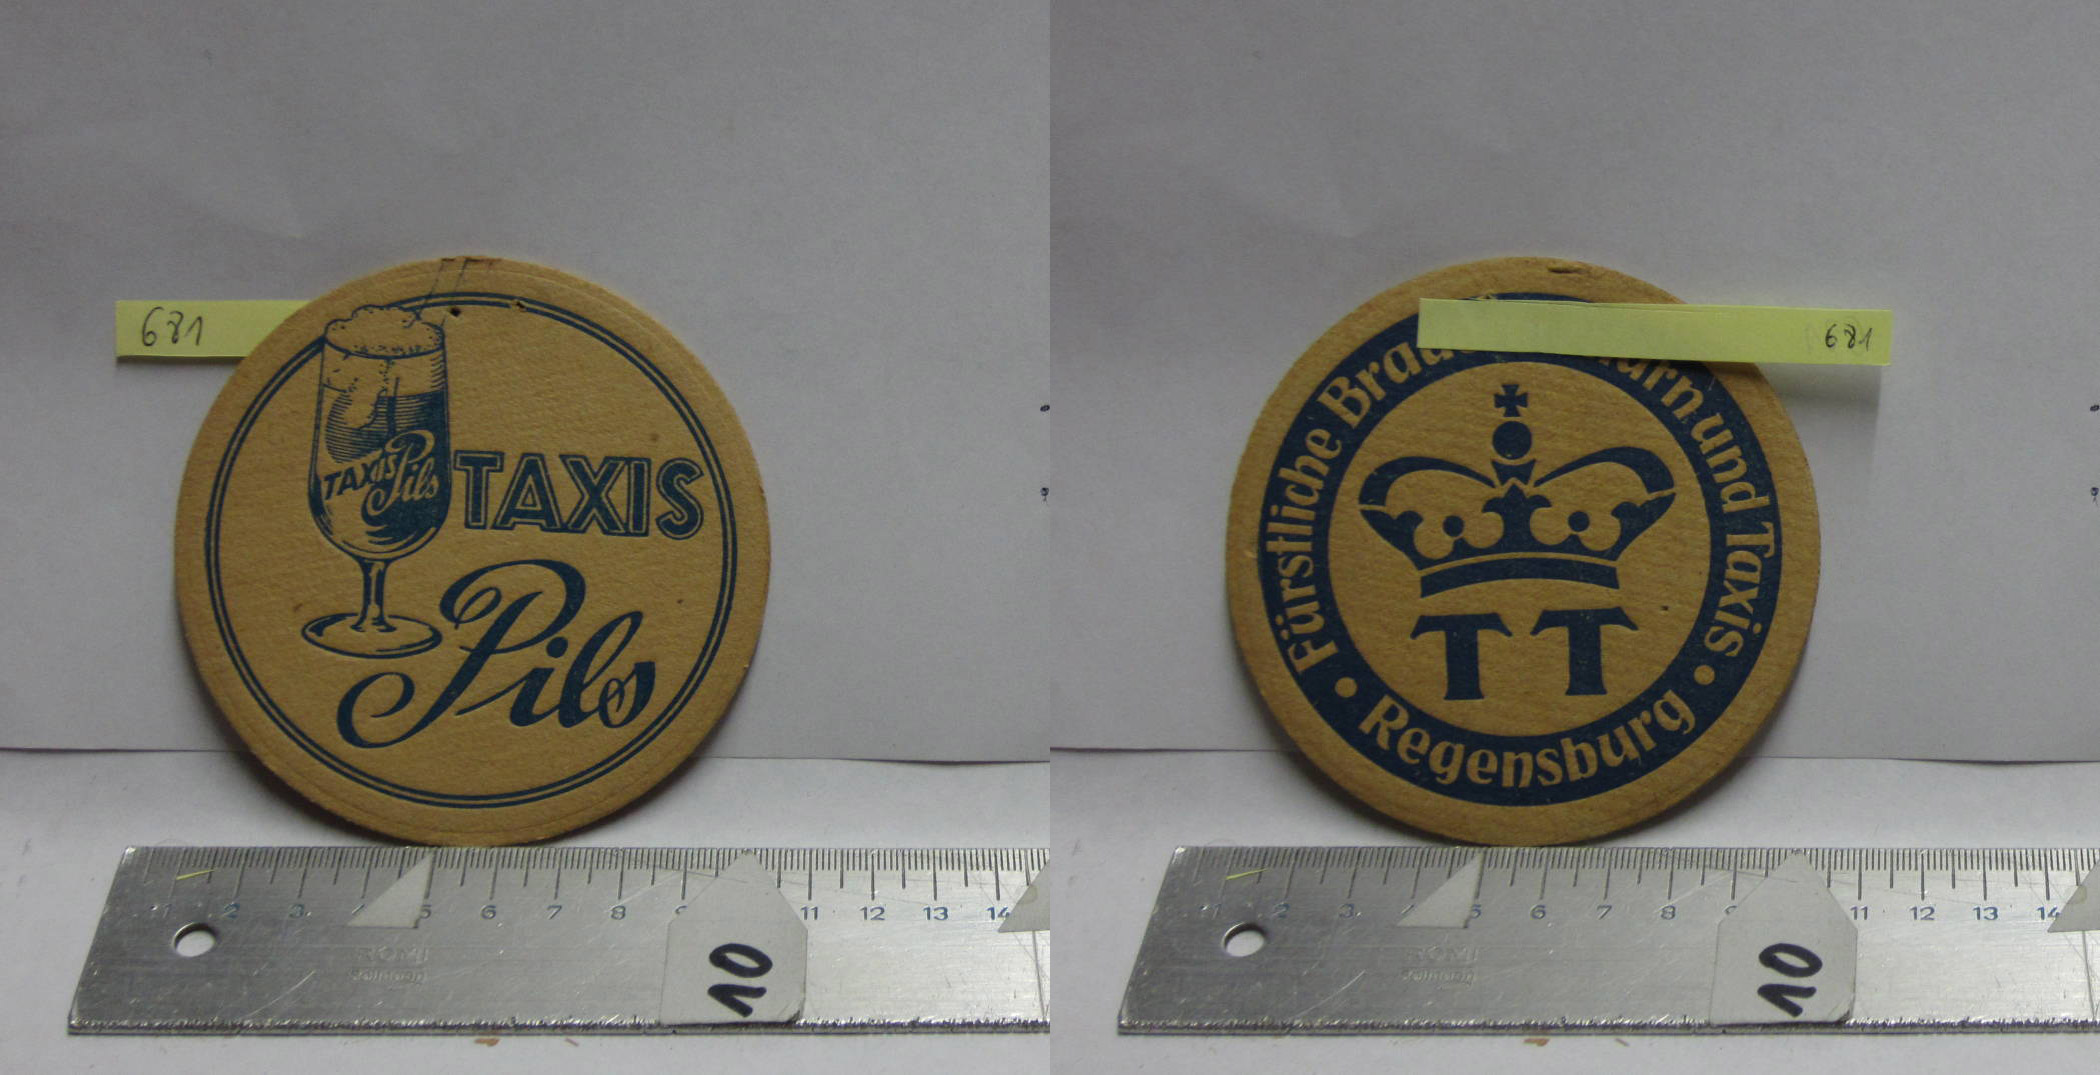 681
TAXIS Pils
TAXIS
Pils
1 2 3 4 5 6 7 8 9 11 12 13 14
10
681
Fürstliche Brau
urn und Taxis
TT
Regensburg
1 2 3 4 5 6 7 8 9 11 12 13 14
10